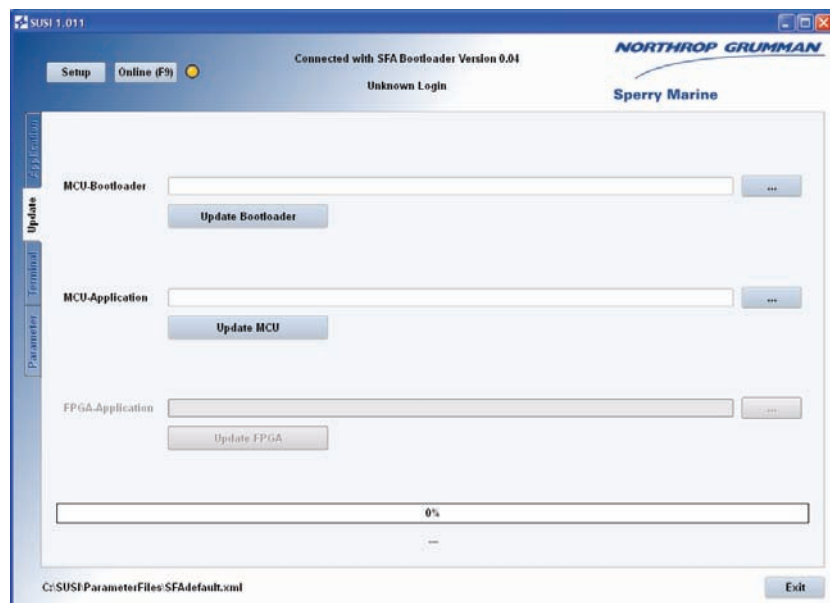 SUSI 1.011
Setup
Online (F9)
Connected with SFA Bootloader Version 0.04
Unknown Login
NORTHROP GRUMMAN
Sperry Marine
Application
Update
Terminal
Parameter
MCU-Bootloader
...
Update Bootloader
MCU-Application
...
Update MCU
FPGA-Application
...
Update FPGA
0%
---
C:\SUSI\ParameterFiles\SFAdefault.xml
Exit